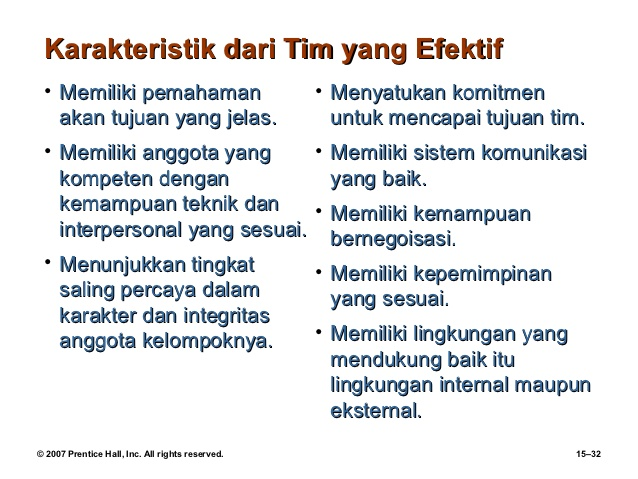 Karakteristik dari Tim yang Efektif
• Memiliki pemahaman
akan tujuan yang jelas.
• Memiliki anggota yang
kompeten dengan
kemampuan teknik dan
interpersonal yang sesuai.
• Menunjukkan tingkat
saling percaya dalam
karakter dan integritas
anggota kelompoknya.
• Menyatukan komitmen
untuk mencapai tujuan tim.
• Memiliki sistem komunikasi
yang baik.
• Memiliki kemampuan
bernegoisasi.
• Memiliki kepemimpinan
yang sesuai.
• Memiliki lingkungan yang
mendukung baik itu
lingkungan internal maupun
eksternal.
© 2007 Prentice Hall, Inc. All rights reserved.
15–32